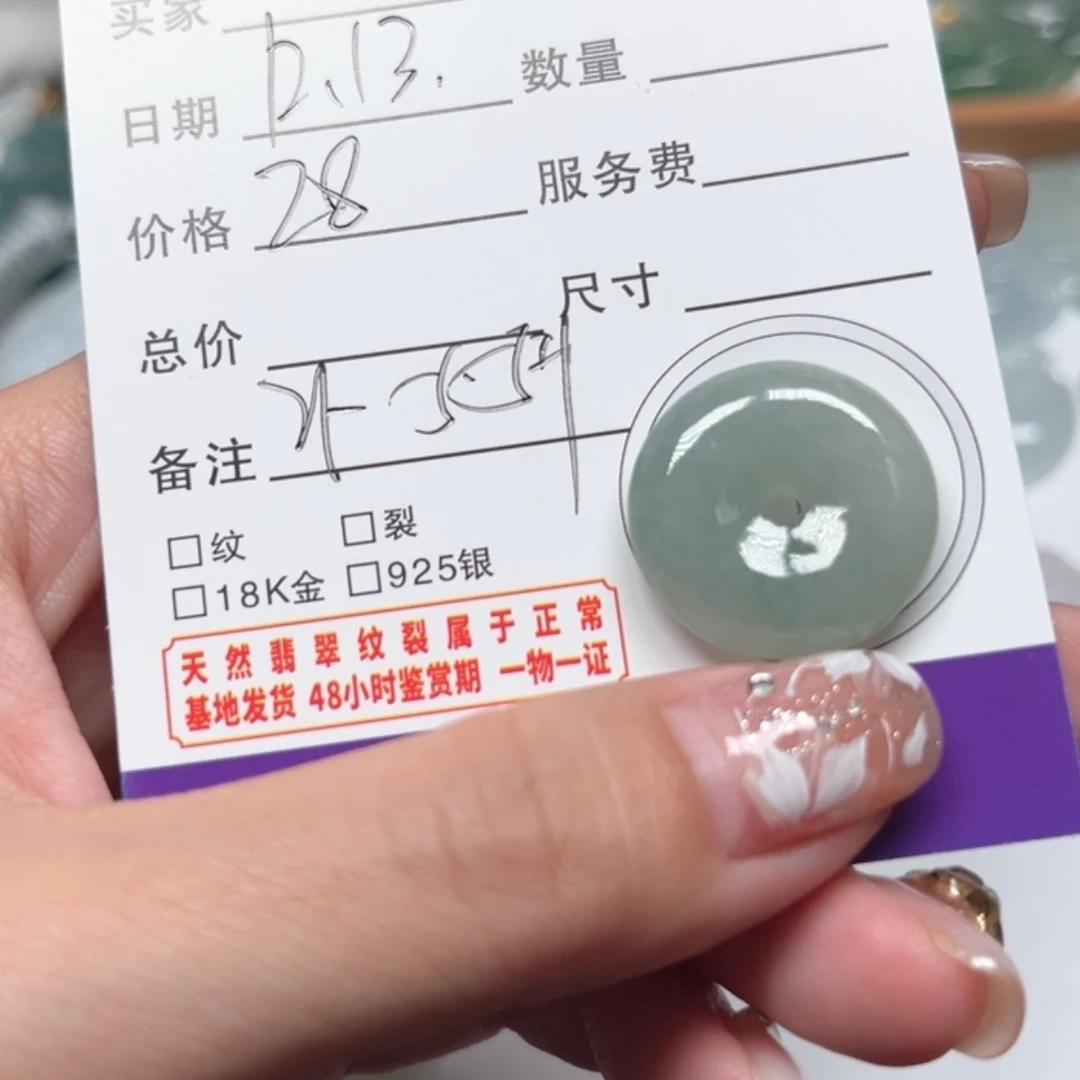 买家
日期 12.13. 数量
价格 28 服务费
总价 尺寸
备注
□纹 □裂
□18K金 □925银
天然翡翠纹裂属于正常
基地发货 48小时鉴赏期 一物一证